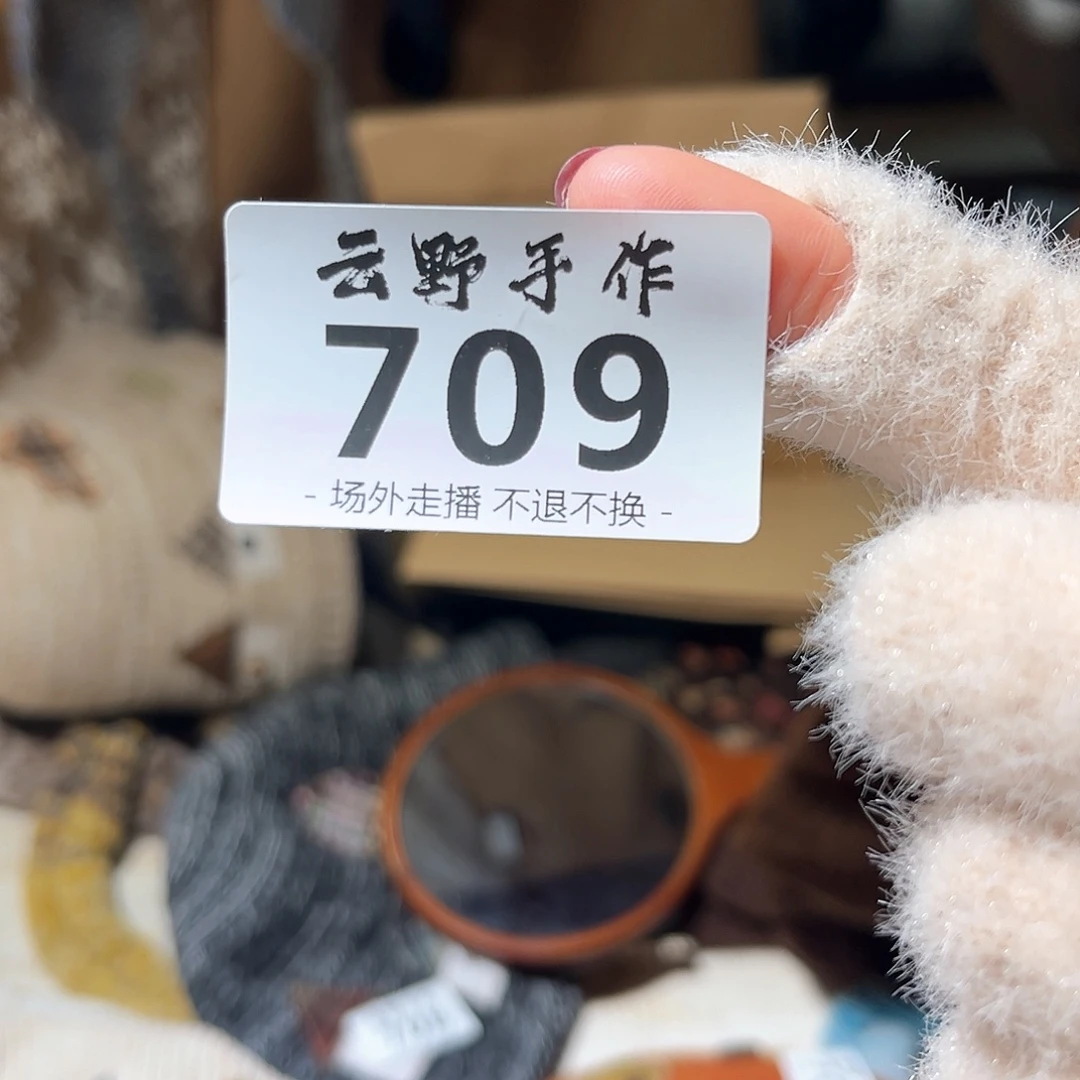 云野手作
709
- 场外走播 不退不换 -